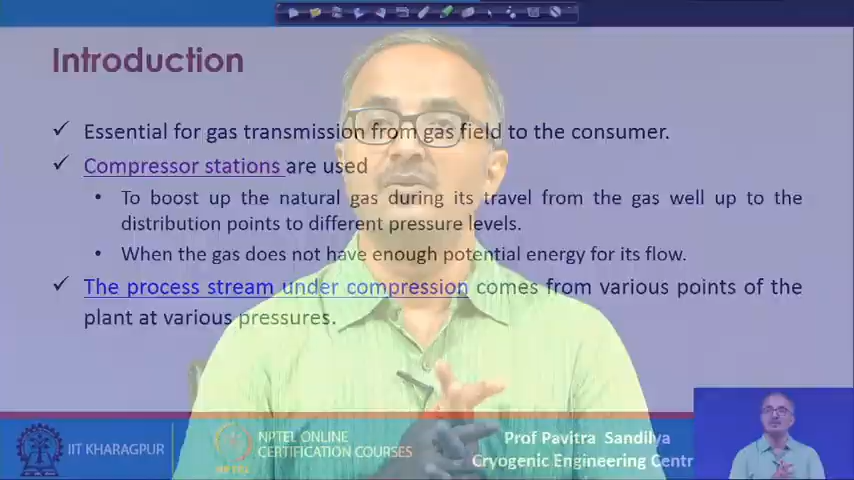 Introduction
✓ Essential for gas transmission from gas field to the consumer.
✓ Compressor stations are used
• To boost up the natural gas during its travel from the gas well up to the
distribution points to different pressure levels.
• When the gas does not have enough potential energy for its flow.
✓ The process stream under compression comes from various points of the
plant at various pressures.
IIT KHARAGPUR
NPTEL ONLINE
CERTIFICATION COURSES
NPTEL
Prof Pavitra Sandilya
Cryogenic Engineering Centr